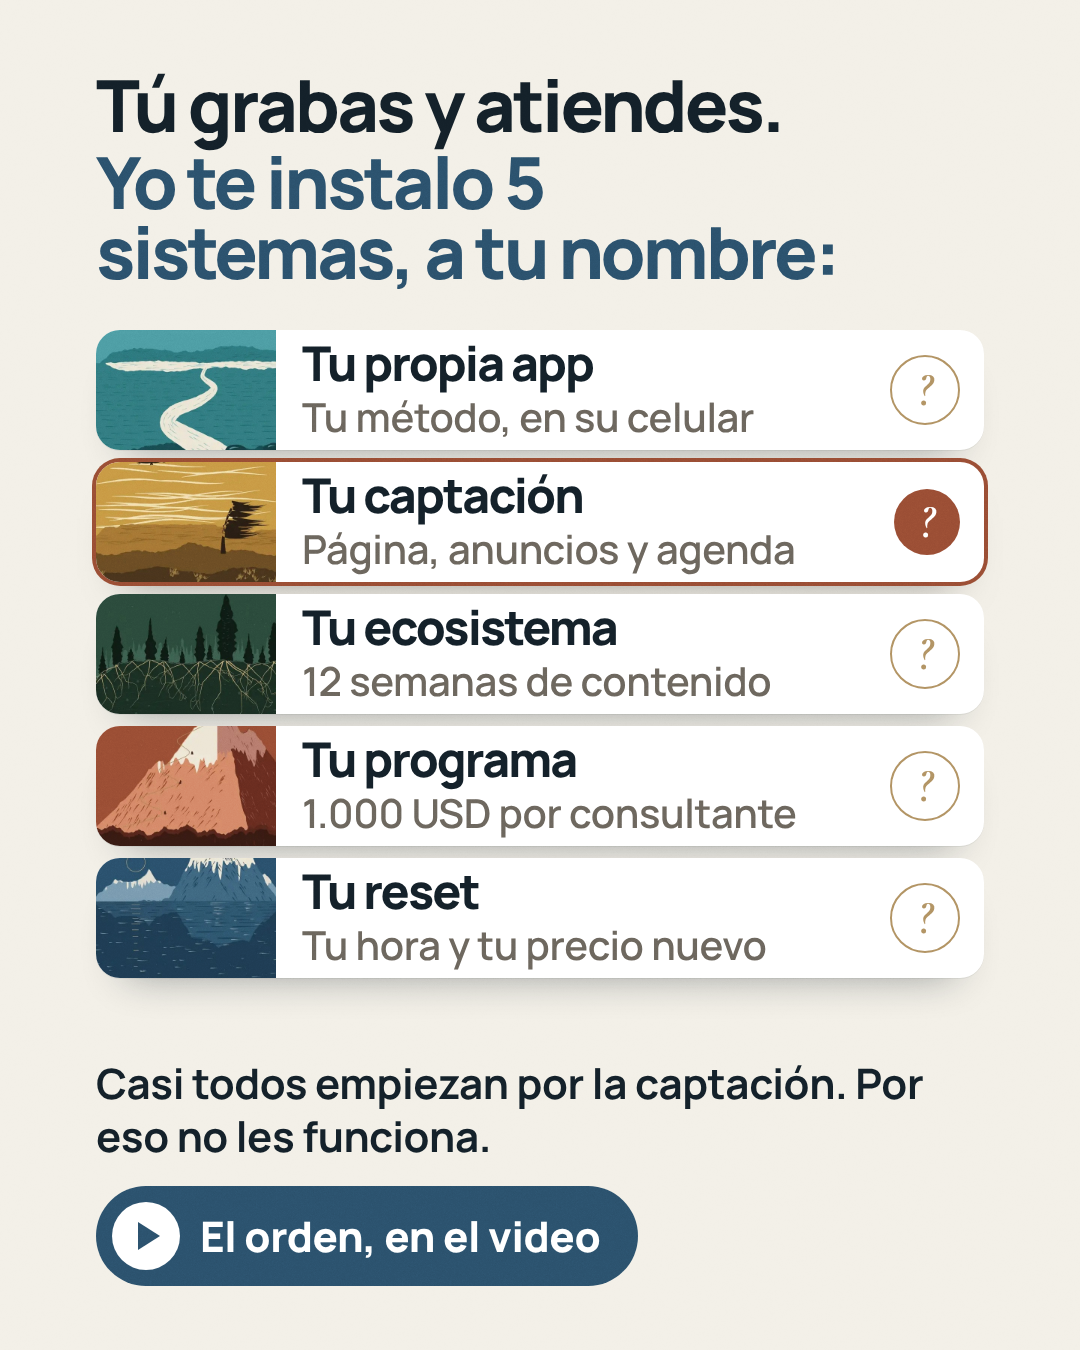 Tú grabas y atiendes.
Yo te instalo 5
sistemas, a tu nombre:
Tu propia app
Tu método, en su celular
?
Tu captación
Página, anuncios y agenda
?
Tu ecosistema
12 semanas de contenido
?
Tu programa
1.000 USD por consultante
?
Tu reset
Tu hora y tu precio nuevo
?
Casi todos empiezan por la captación. Por
eso no les funciona.
El orden, en el video